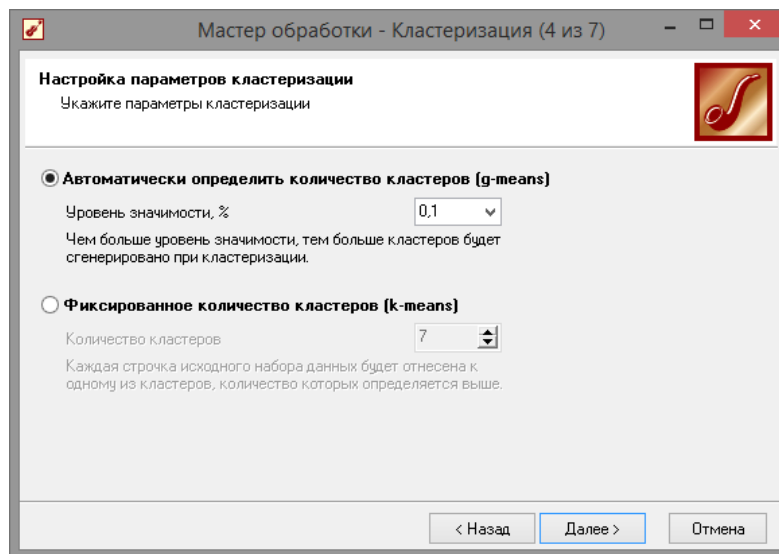 Мастер обработки - Кластеризация (4 из 7)
Настройка параметров кластеризации
Укажите параметры кластеризации
Автоматически определить количество кластеров (g-means)
Уровень значимости, % 0,1
Чем больше уровень значимости, тем больше кластеров будет
сгенерировано при кластеризации.
Фиксированное количество кластеров (k-means)
Количество кластеров 7
Каждая строчка исходного набора данных будет отнесена к
одному из кластеров, количество которых определяется выше.
< Назад Далее > Отмена